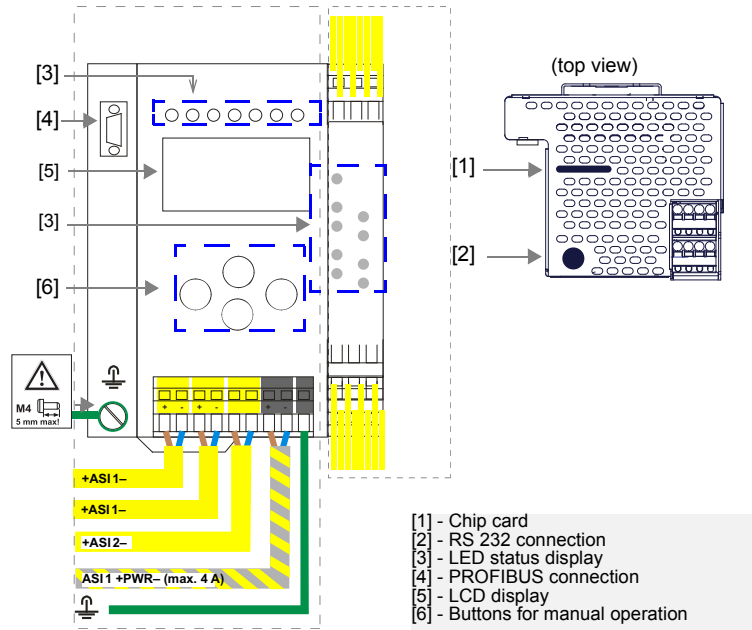 [3]
(top view)
[4]
[1]
[5]
[3]
[2]
[6]
M4
5 mm max!
+ - + - + -
+ASI1–
+ASI1–
+ASI2–
ASI1 +PWR– (max. 4 A)
[1] - Chip card
[2] - RS 232 connection
[3] - LED status display
[4] - PROFIBUS connection
[5] - LCD display
[6] - Buttons for manual operation